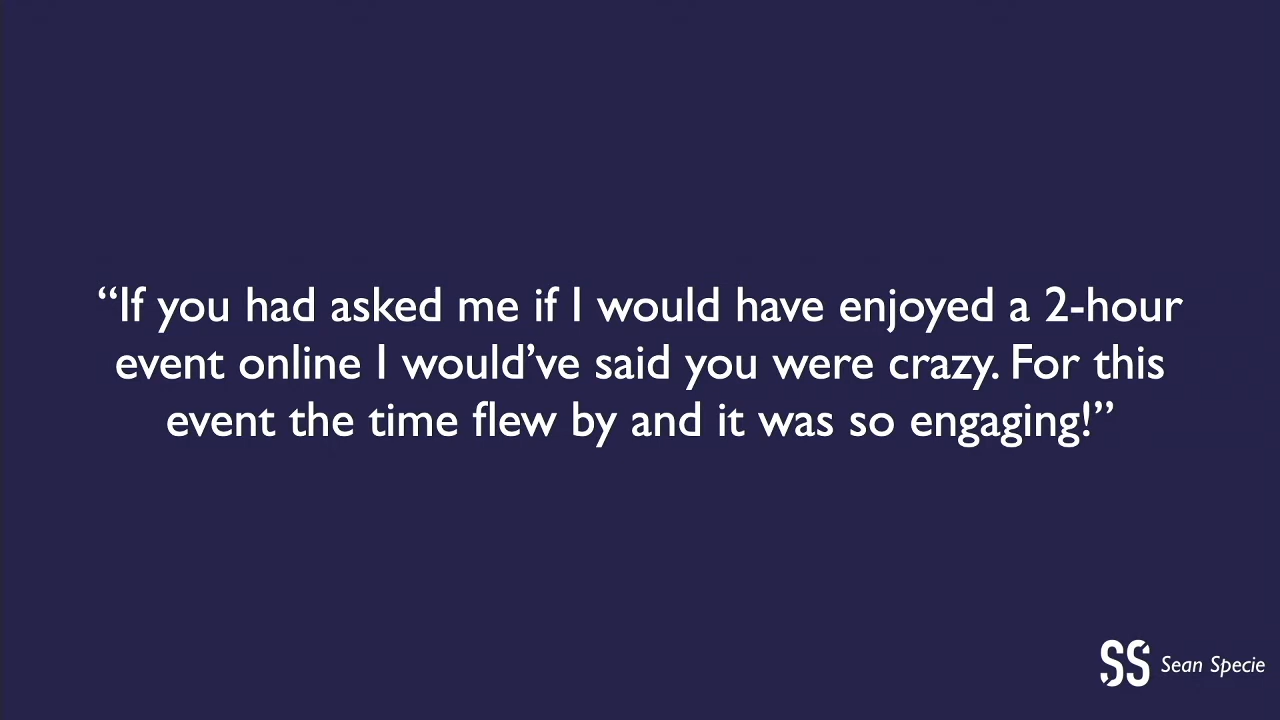 “If you had asked me if I would have enjoyed a 2-hour
event online I would’ve said you were crazy. For this
event the time flew by and it was so engaging!”
SS Sean Specie